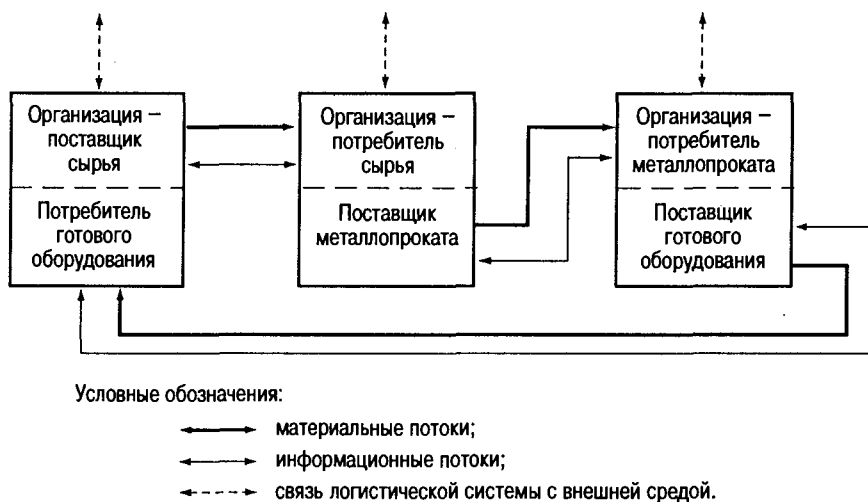 Организация –
поставщик
сырья
Потребитель
готового
оборудования
Организация –
потребитель
сырья
Поставщик
металлопроката
Организация –
потребитель
металлопроката
Поставщик
готового
оборудования
Условные обозначения:
материальные потоки;
информационные потоки;
связь логистической системы с внешней средой.